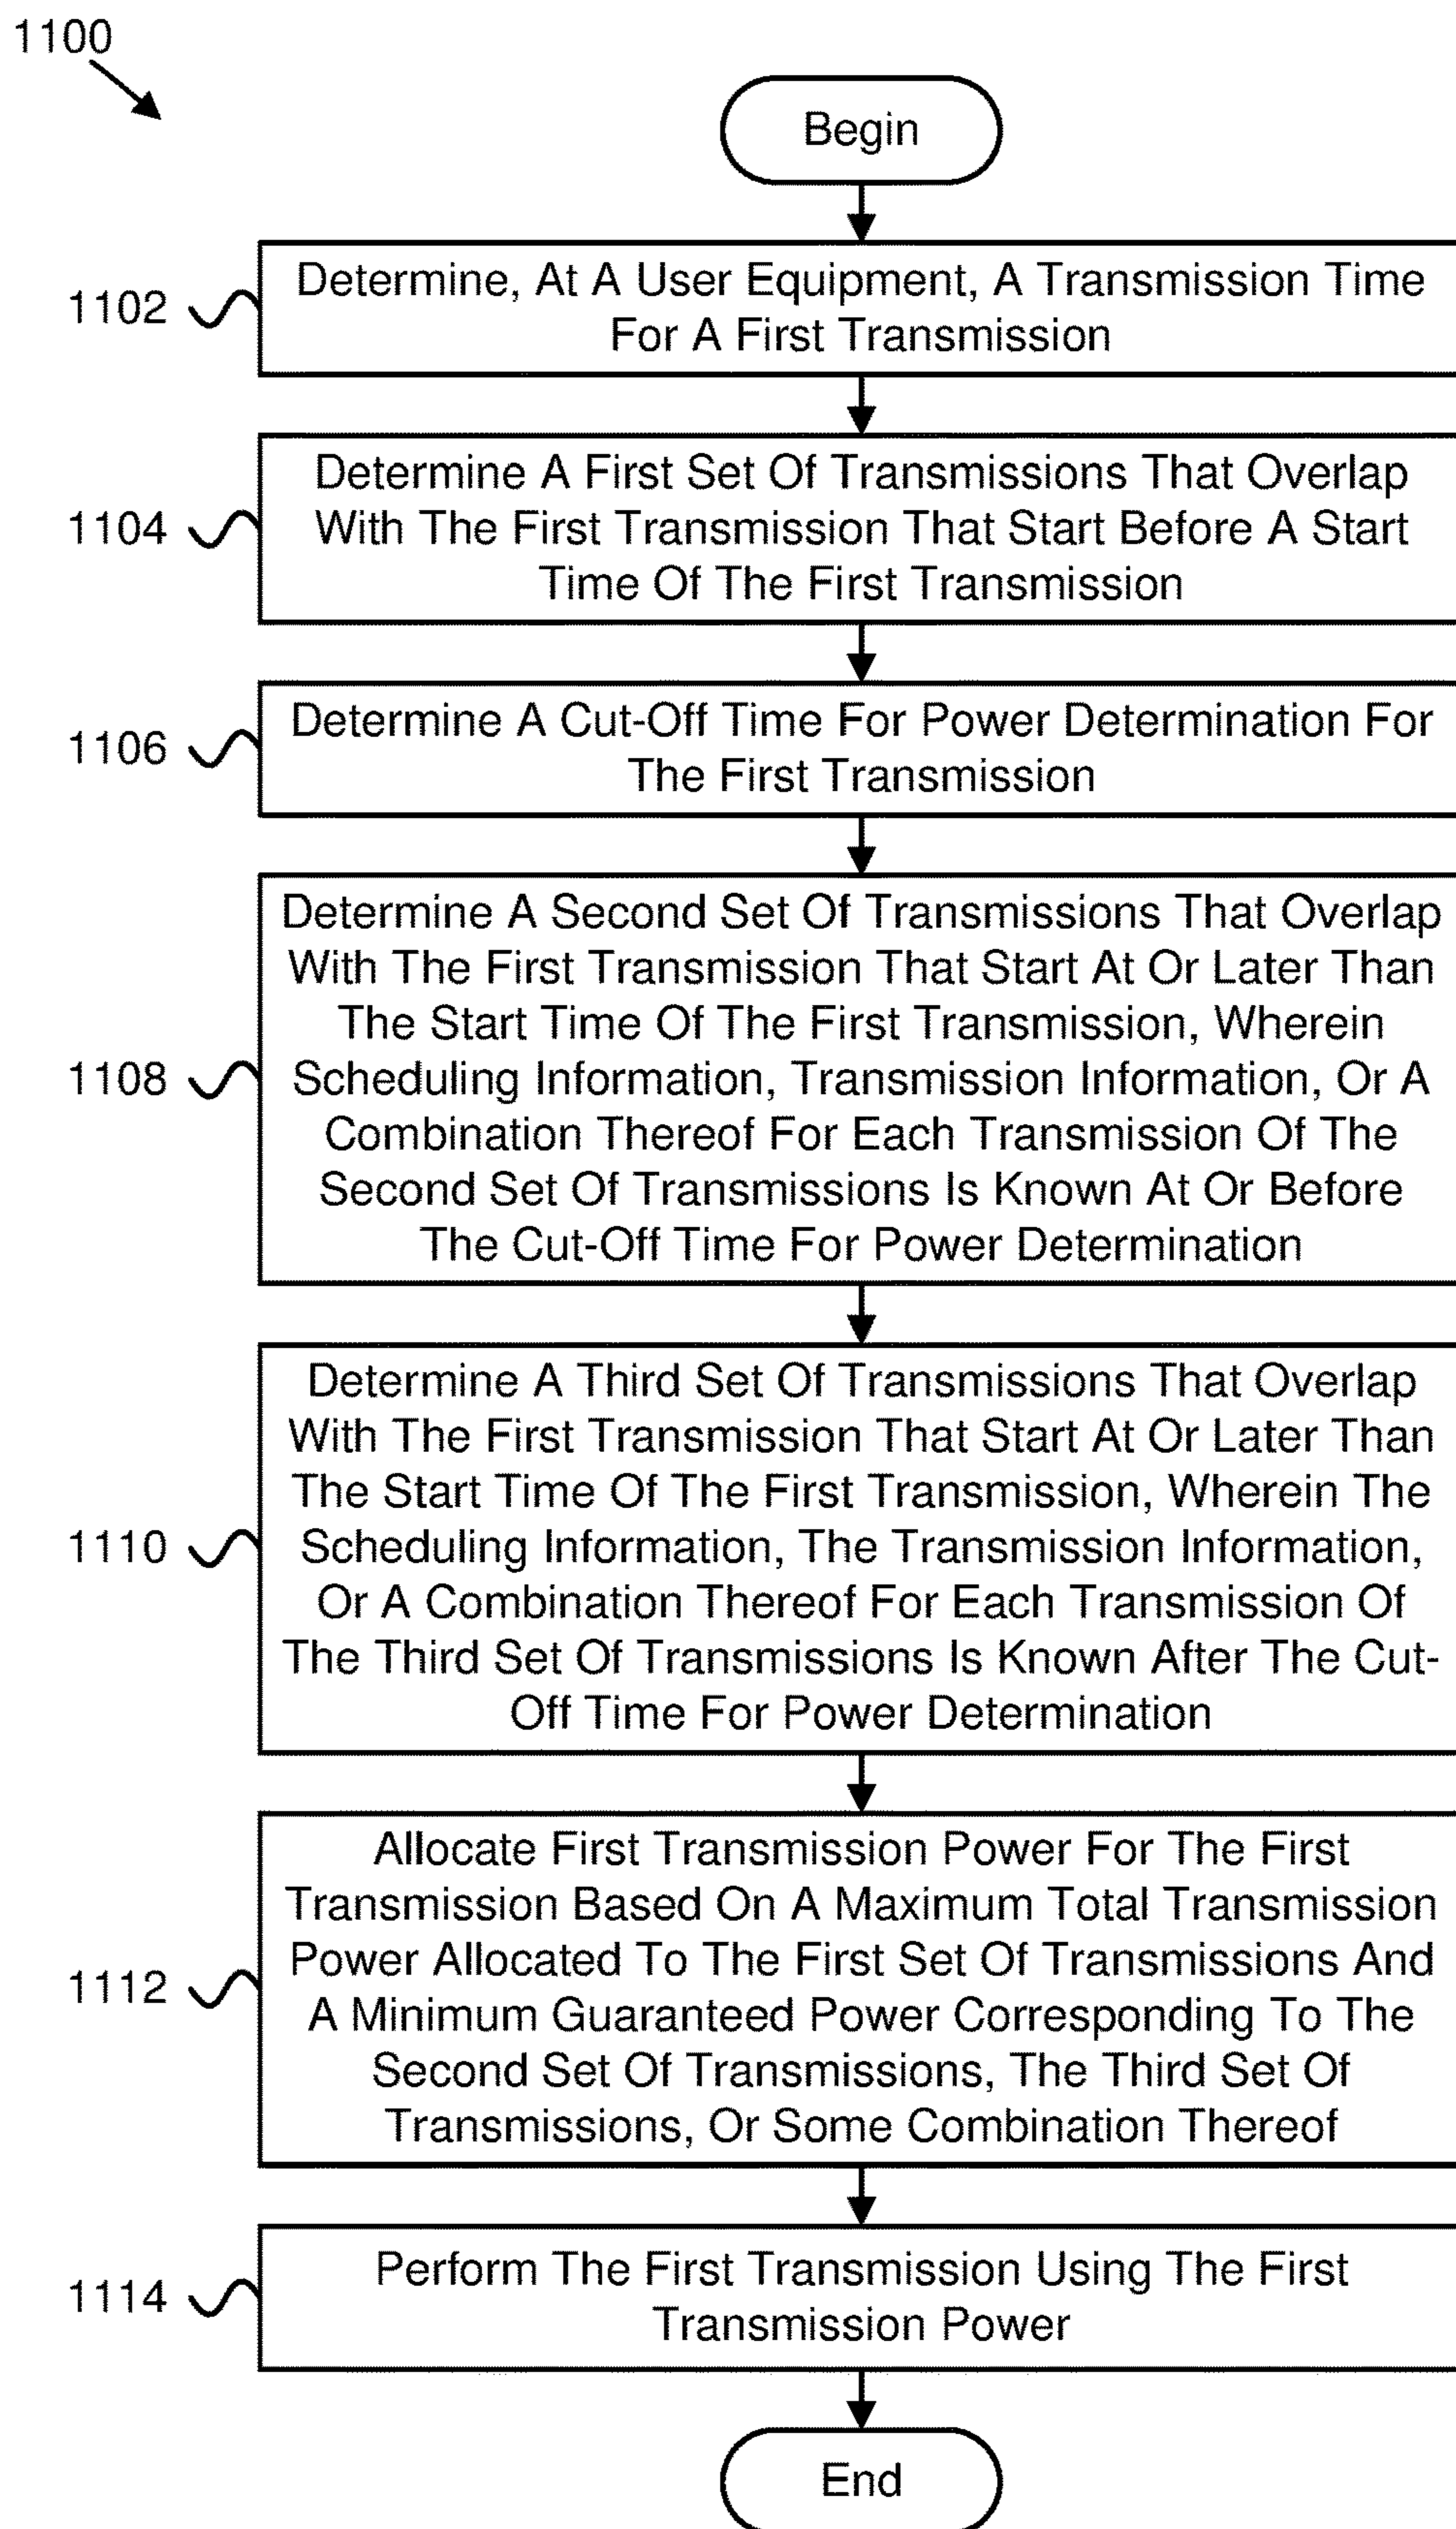 1100
Begin
1102
Determine, At A User Equipment, A Transmission Time
For A First Transmission
1104
Determine A First Set Of Transmissions That Overlap
With The First Transmission That Start Before A Start
Time Of The First Transmission
1106
Determine A Cut-Off Time For Power Determination For
The First Transmission
1108
Determine A Second Set Of Transmissions That Overlap
With The First Transmission That Start At Or Later Than
The Start Time Of The First Transmission, Wherein
Scheduling Information, Transmission Information, Or A
Combination Thereof For Each Transmission Of The
Second Set Of Transmissions Is Known At Or Before
The Cut-Off Time For Power Determination
1110
Determine A Third Set Of Transmissions That Overlap
With The First Transmission That Start At Or Later Than
The Start Time Of The First Transmission, Wherein The
Scheduling Information, The Transmission Information,
Or A Combination Thereof For Each Transmission Of
The Third Set Of Transmissions Is Known After The Cut-
Off Time For Power Determination
1112
Allocate First Transmission Power For The First
Transmission Based On A Maximum Total Transmission
Power Allocated To The First Set Of Transmissions And
A Minimum Guaranteed Power Corresponding To The
Second Set Of Transmissions, The Third Set Of
Transmissions, Or Some Combination Thereof
1114
Perform The First Transmission Using The First
Transmission Power
End